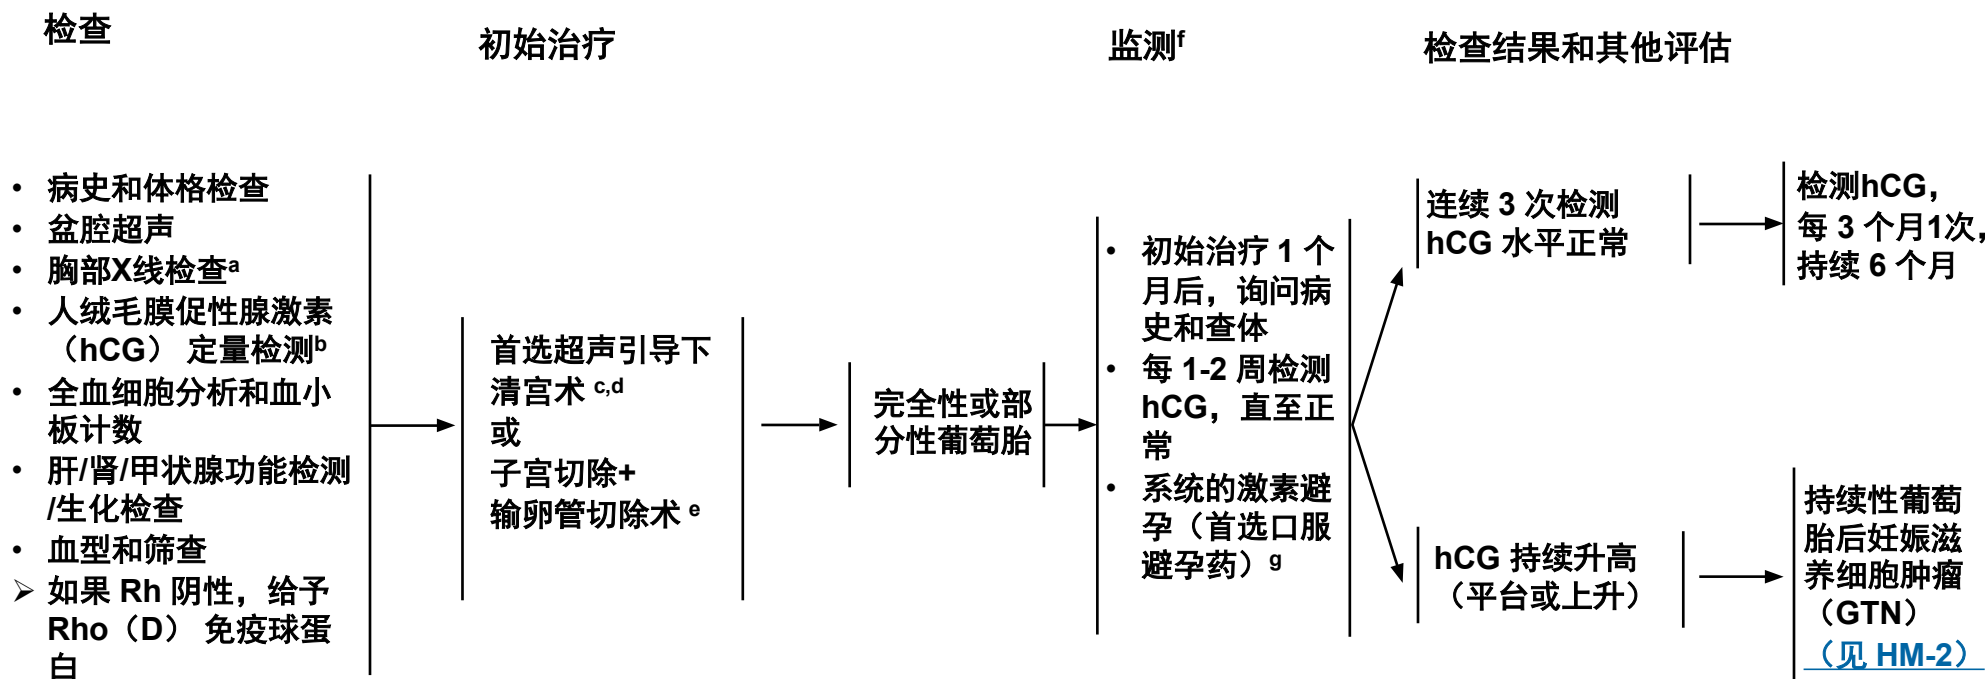 检查
初始治疗
监测f
检查结果和其他评估
• 病史和体格检查
• 盆腔超声
• 胸部X线检查a
• 人绒毛膜促性腺激素
（hCG） 定量检测b
• 全血细胞分析和血小
板计数
• 肝/肾/甲状腺功能检测
/生化检查
• 血型和筛查
➢ 如果 Rh 阴性，给予
Rho（D） 免疫球蛋
白
首选超声引导下
清宫术 c,d
或
子宫切除+
输卵管切除术 e
完全性或部
分性葡萄胎
• 初始治疗 1 个
月后，询问病
史和查体
• 每 1-2 周检测
hCG，直至正
常
• 系统的激素避
孕（首选口服
避孕药）g
连续 3 次检测
hCG 水平正常
检测hCG，
每 3 个月1次，
持续 6 个月
hCG 持续升高
（平台或上升）
持续性葡萄
胎后妊娠滋
养细胞肿瘤
（GTN）
（见 HM-2）